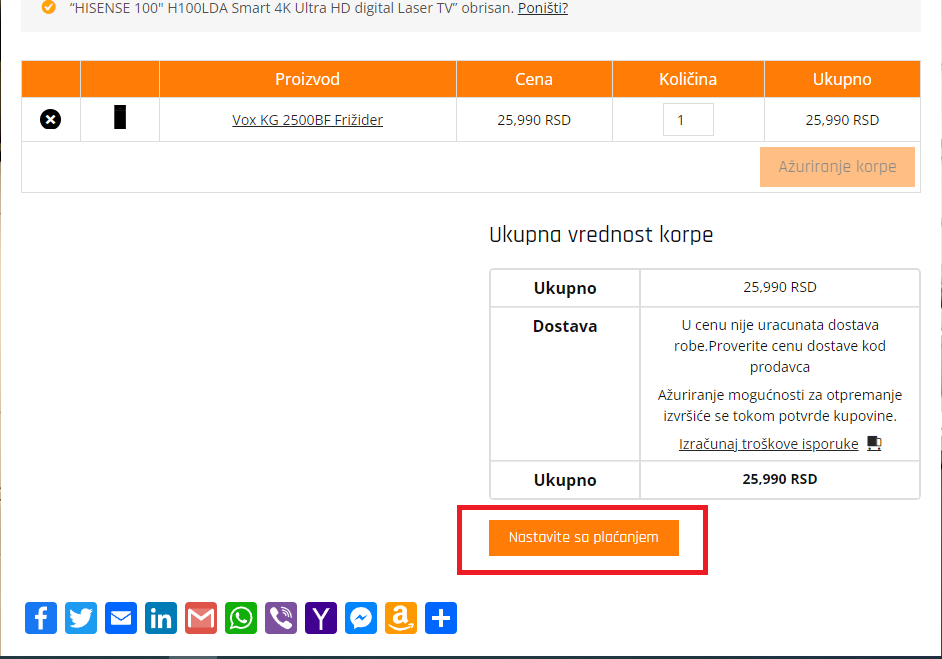 “HISENSE 100" H100LDA Smart 4K Ultra HD digital Laser TV” obrisan. Poništi?
Proizvod Cena Količina Ukupno
Vox KG 2500BF Frižider 25,990 RSD 1 25,990 RSD
Ažuriranje korpe
Ukupna vrednost korpe
Ukupno 25,990 RSD
Dostava U cenu nije uracunata dostava
robe.Proverite cenu dostave kod
prodavca
Ažuriranje mogućnosti za otpremanje
izvršiće se tokom potvrde kupovine.
Izračunaj troškove isporuke
Ukupno 25,990 RSD
Nastavite sa plaćanjem